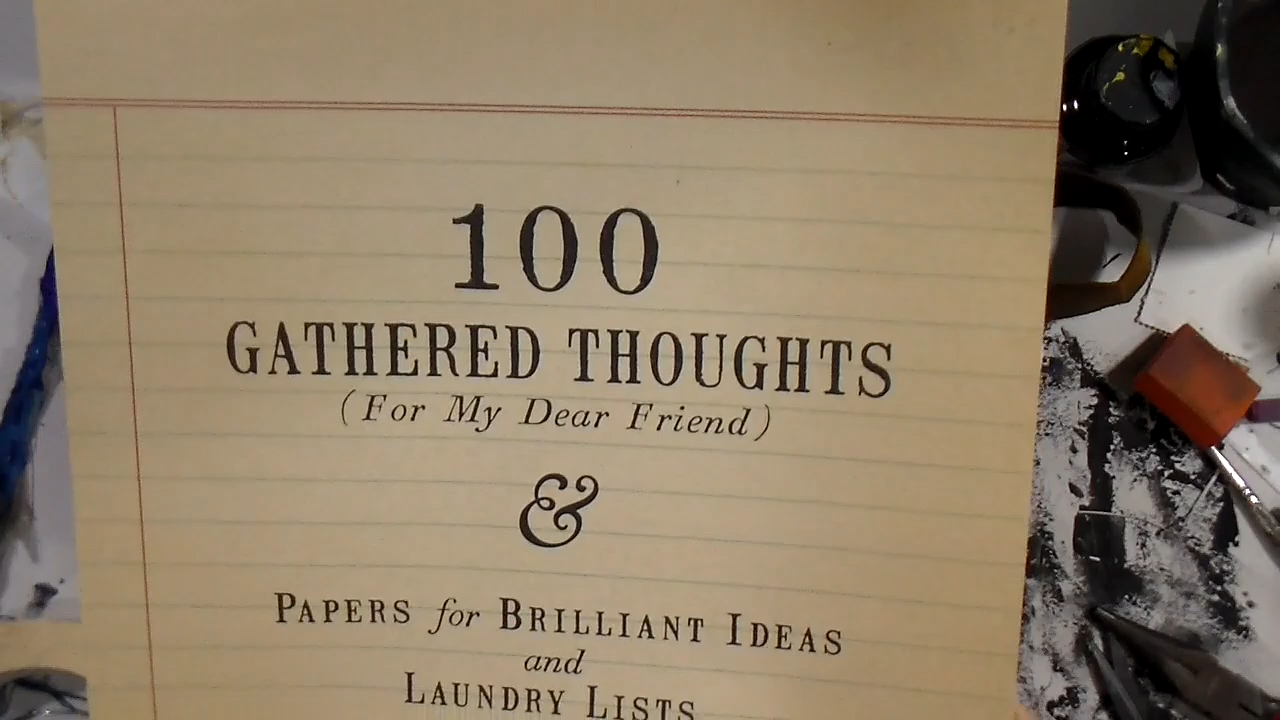 100
GATHERED THOUGHTS
(For My Dear Friend)
&
PAPERS for BRILLIANT IDEAS
and
LAUNDRY LISTS